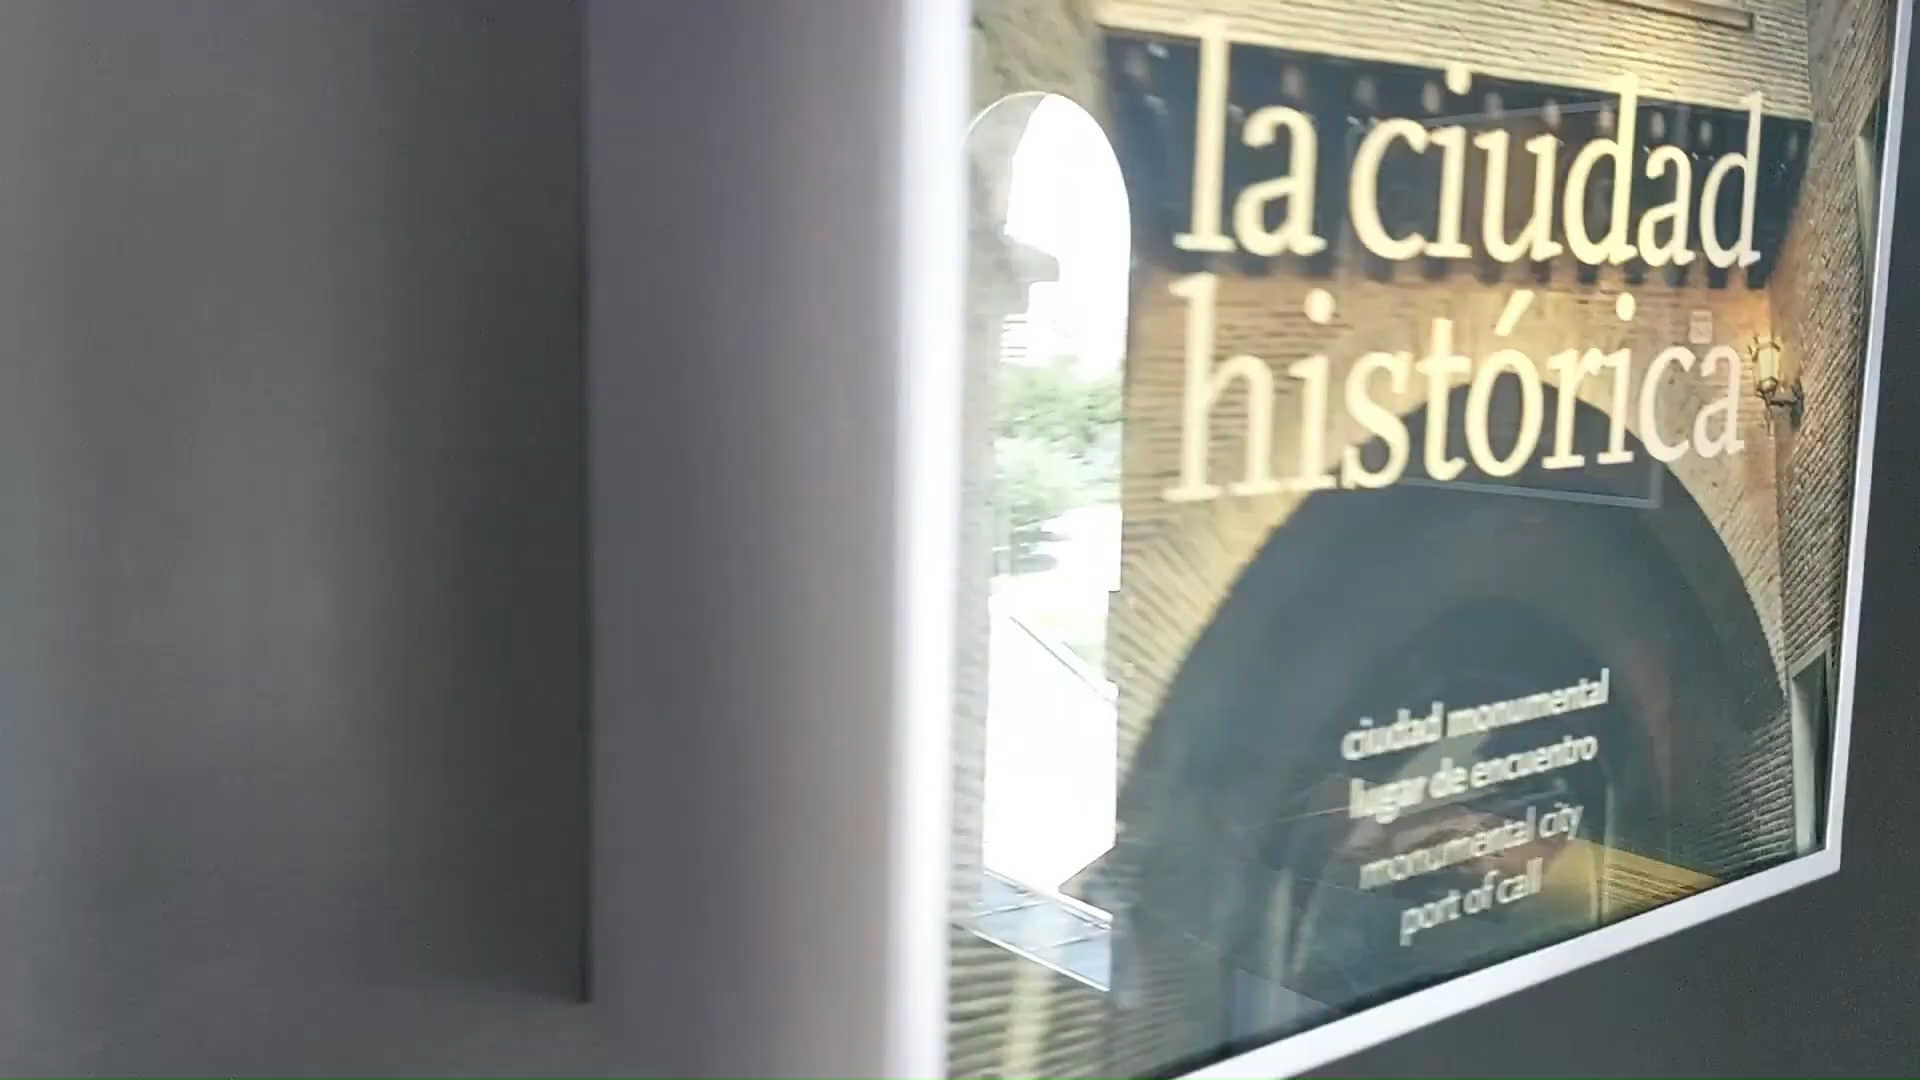 la ciudad
histórica
ciudad monumental
lugar de encuentro
monumental city
port of call